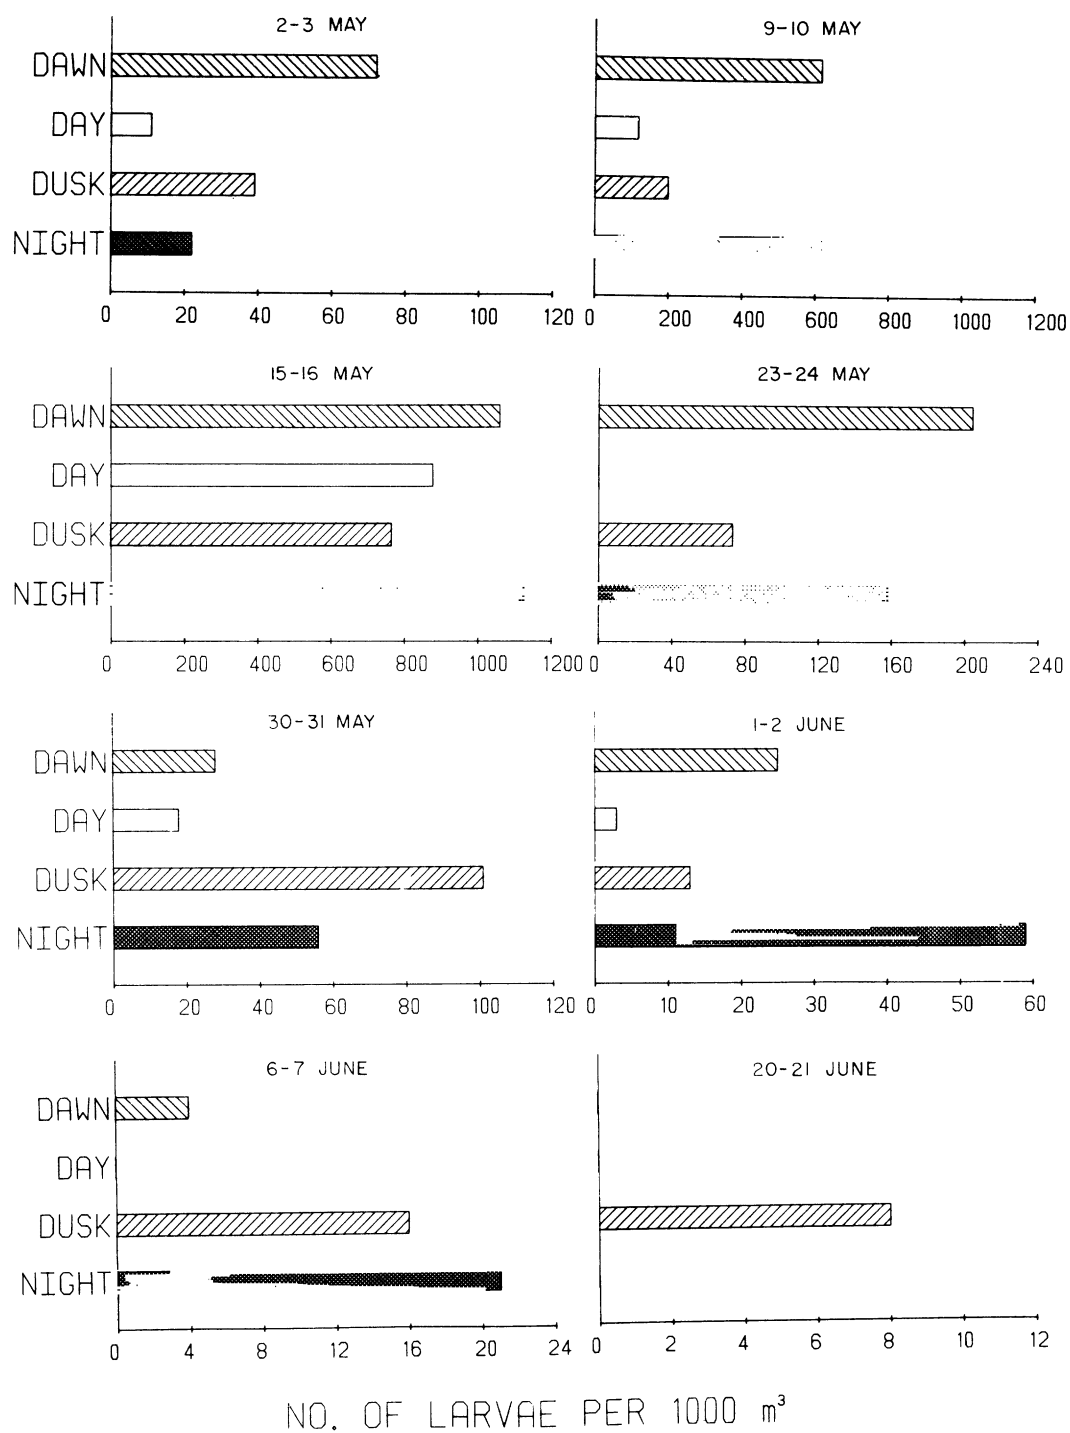 2-3 MAY
9-10 MAY
DAWN
DAY
DUSK
NIGHT
0 20 40 60 80 100 120
0 200 400 600 800 1000 1200
15-16 MAY
23-24 MAY
DAWN
DAY
DUSK
NIGHT
0 200 400 600 800 1000 1200
0 40 80 120 160 200 240
30-31 MAY
1-2 JUNE
DAWN
DAY
DUSK
NIGHT
0 20 40 60 80 100 120
0 10 20 30 40 50 60
6-7 JUNE
20-21 JUNE
DAWN
DAY
DUSK
NIGHT
0 4 8 12 16 20 24
0 2 4 6 8 10 12
NO. OF LARVAE PER 1000 m³